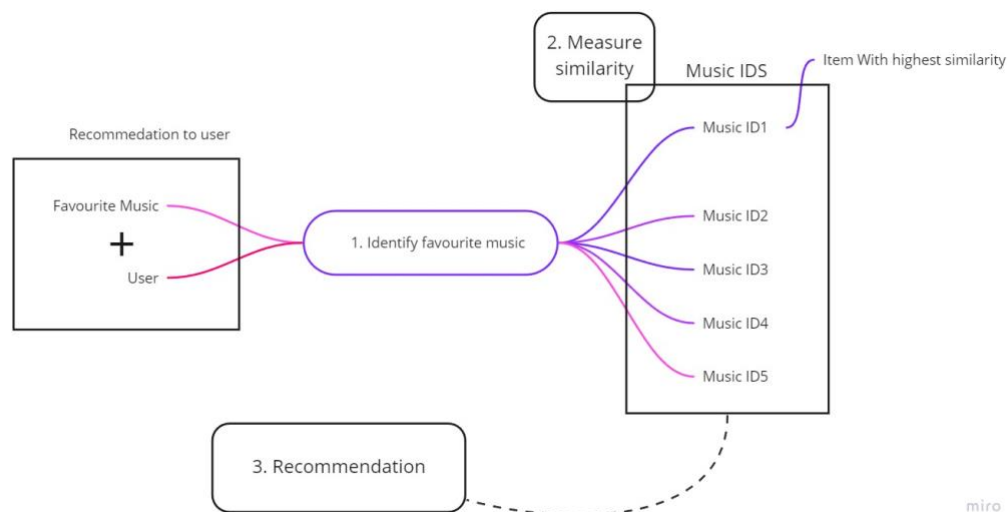 2. Measure
similarity
Music IDS
Item With highest similarity
Music ID1
Recommedation to user
Favourite Music
+
User
1. Identify favourite music
Music ID2
Music ID3
Music ID4
Music ID5
3. Recommendation
miro